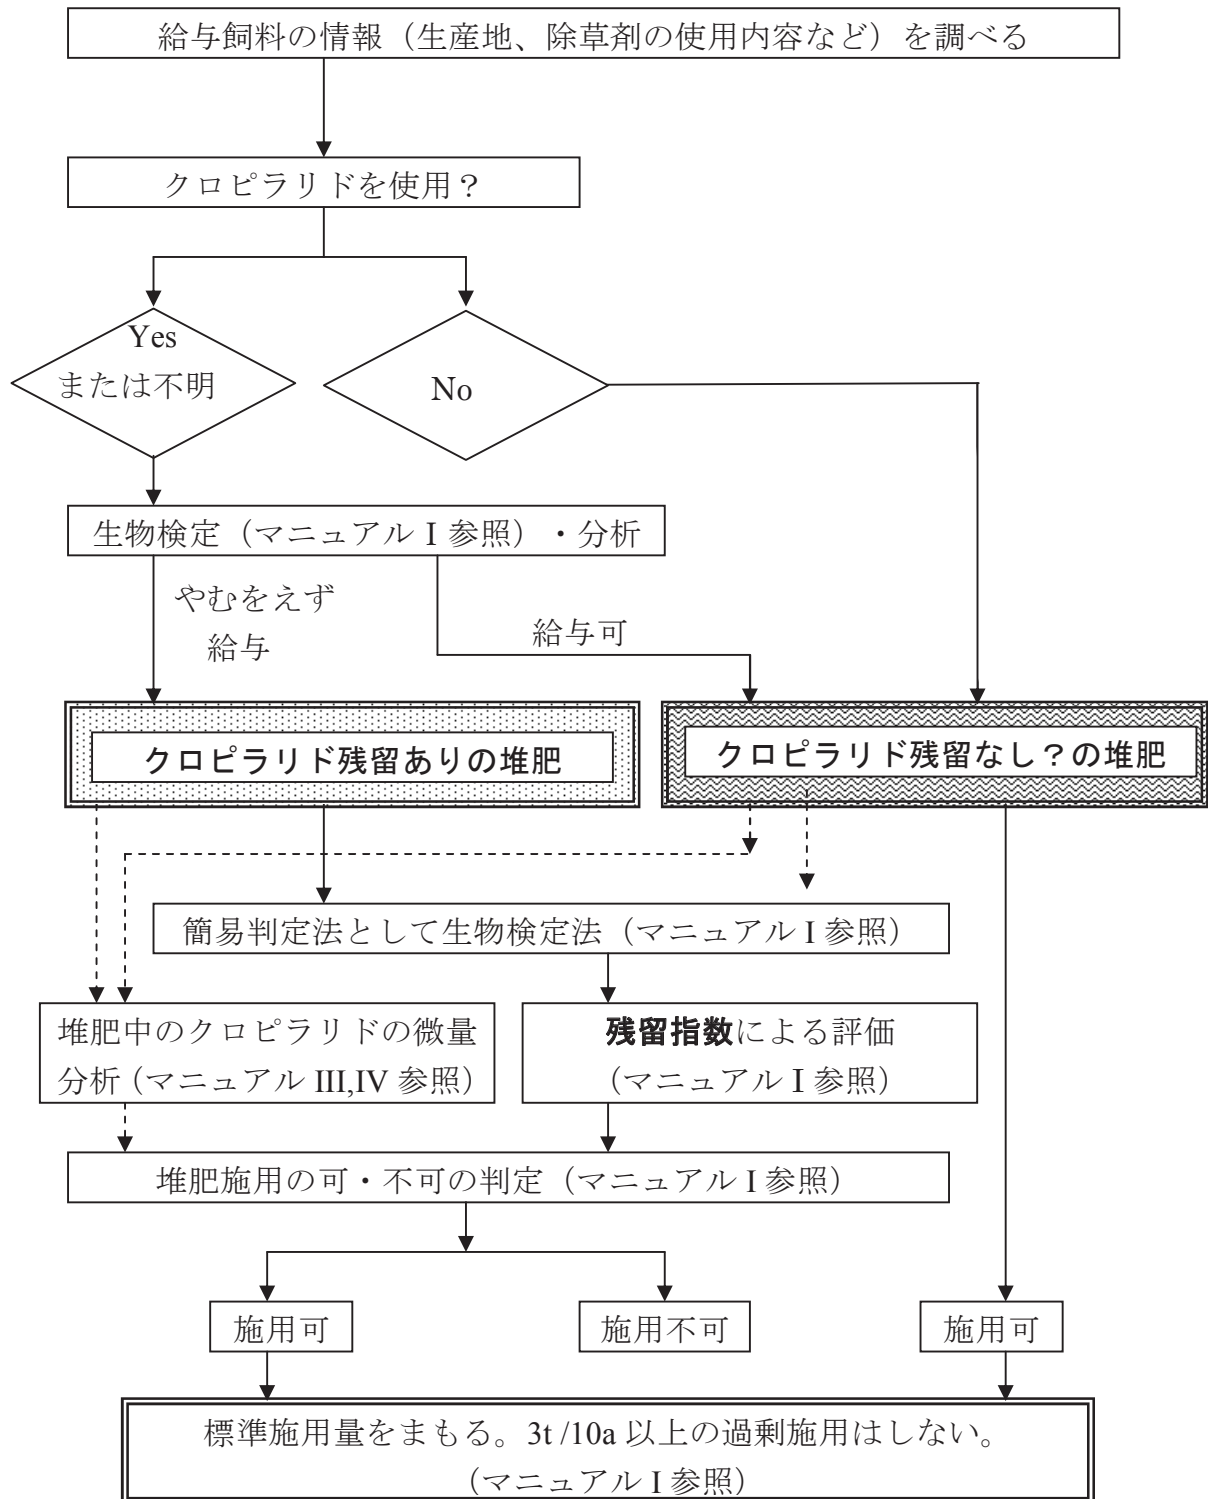 給与飼料の情報（生産地、除草剤の使用内容など）を調べる
クロピラリドを使用？
Yes
または不明
No
生物検定（マニュアル I 参照）・分析
やむをえず
給与
給与可
クロピラリド残留ありの堆肥
クロピラリド残留なし？の堆肥
簡易判定法として生物検定法（マニュアル I 参照）
堆肥中のクロピラリドの微量
分析（マニュアル III,IV 参照）
残留指数による評価
（マニュアル I 参照）
堆肥施用の可・不可の判定（マニュアル I 参照）
施用可
施用不可
施用可
標準施用量をまもる。3t /10a 以上の過剰施用はしない。
（マニュアル I 参照）